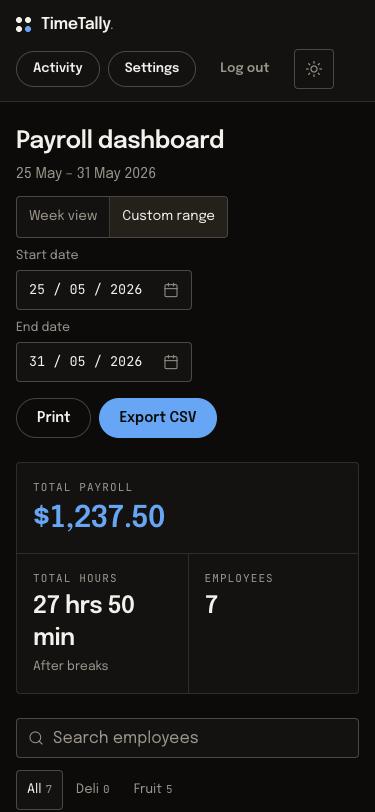 TimeTally.
Activity Settings Log out
Payroll dashboard
25 May – 31 May 2026
Week view Custom range
Start date
25 / 05 / 2026
End date
31 / 05 / 2026
Print Export CSV
TOTAL PAYROLL
$1,237.50
TOTAL HOURS
27 hrs 50
min
After breaks
EMPLOYEES
7
Search employees
All 7 Deli 0 Fruit 5